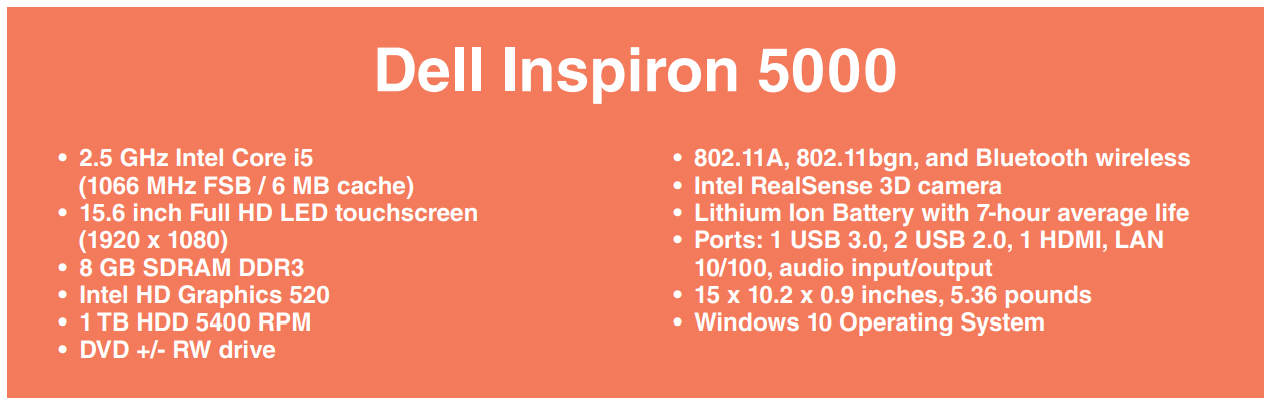 Dell Inspiron 5000
• 2.5 GHz Intel Core i5
(1066 MHz FSB / 6 MB cache)
• 15.6 inch Full HD LED touchscreen
(1920 x 1080)
• 8 GB SDRAM DDR3
• Intel HD Graphics 520
• 1 TB HDD 5400 RPM
• DVD +/- RW drive
• 802.11A, 802.11bgn, and Bluetooth wireless
• Intel RealSense 3D camera
• Lithium Ion Battery with 7-hour average life
• Ports: 1 USB 3.0, 2 USB 2.0, 1 HDMI, LAN
10/100, audio input/output
• 15 x 10.2 x 0.9 inches, 5.36 pounds
• Windows 10 Operating System